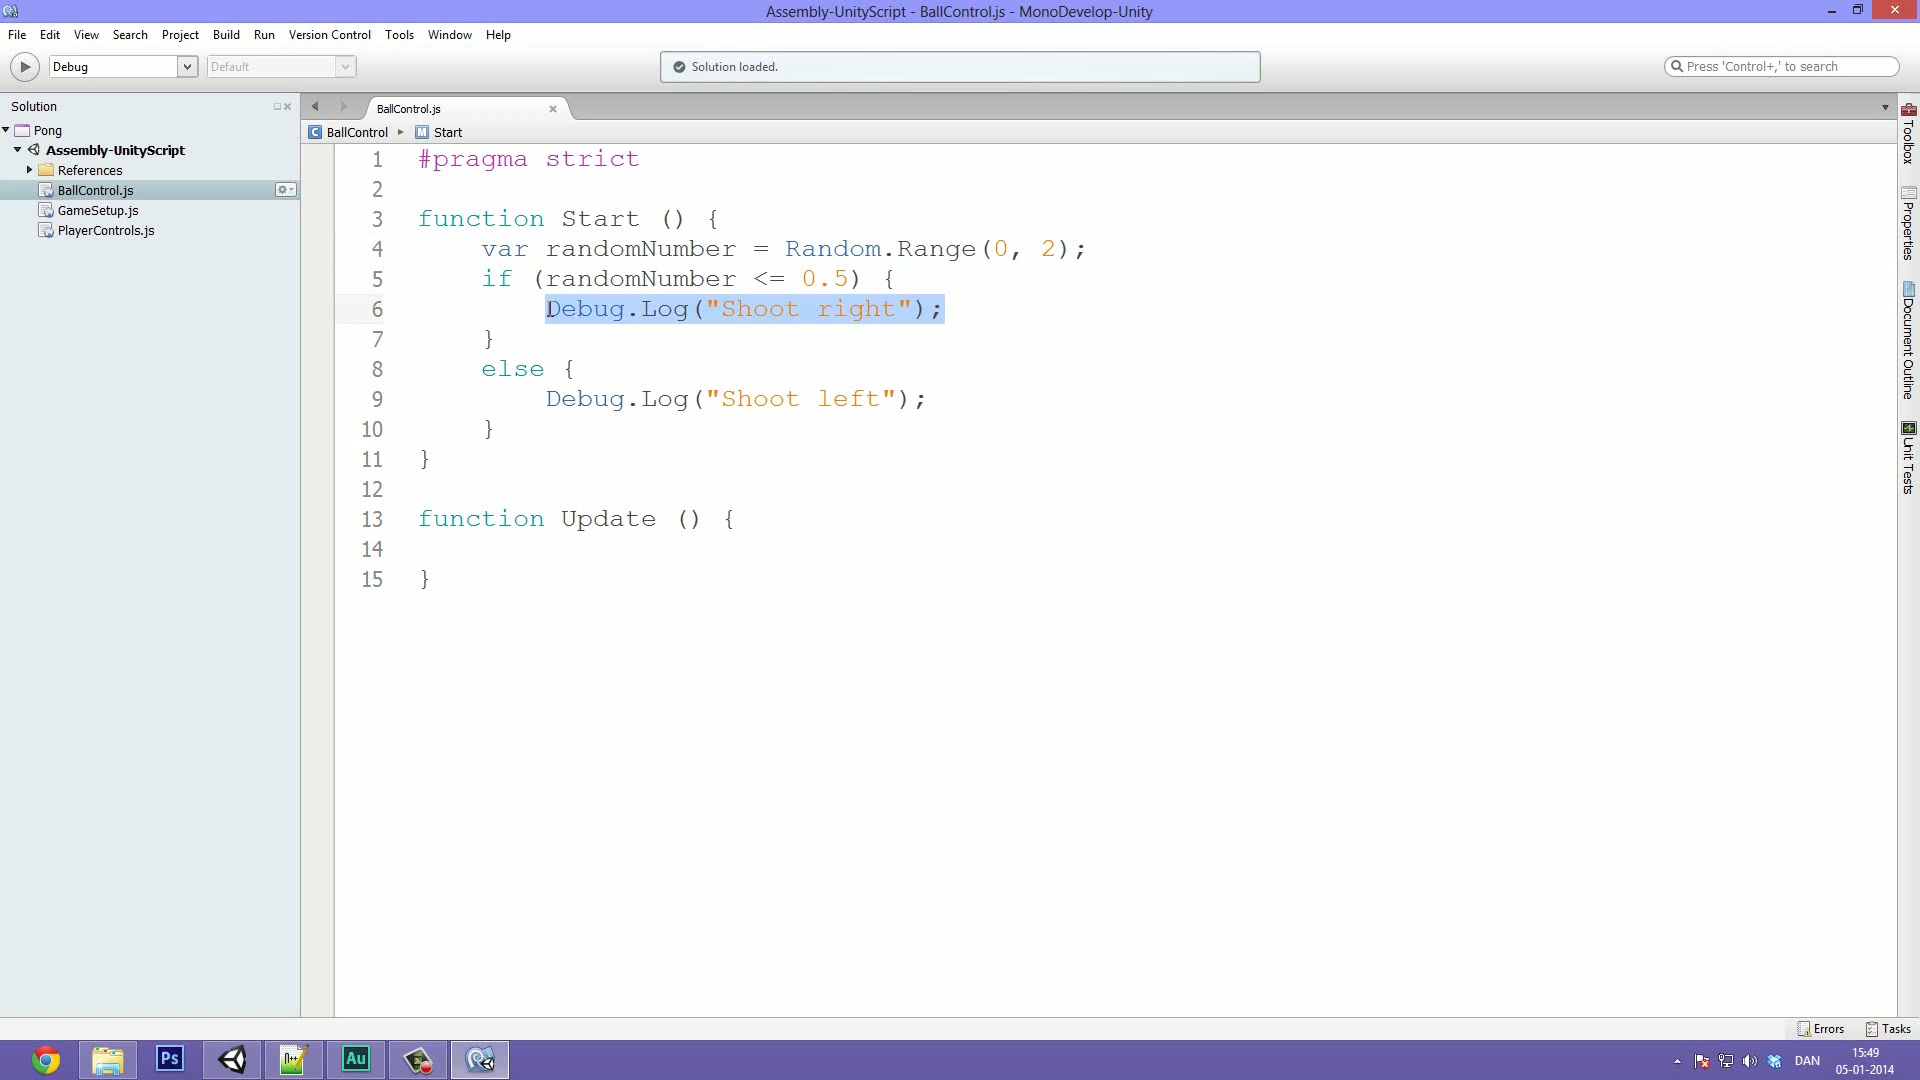 Assembly-UnityScript - BallControl.js - MonoDevelop-Unity
File Edit View Search Project Build Run Version Control Tools Window Help
Debug Default Solution loaded. Press 'Control+,' to search
Solution
Pong
Assembly-UnityScript
References
BallControl.js
GameSetup.js
PlayerControls.js
BallControl.js
BallControl Start
1 #pragma strict
2
3 function Start () {
4 var randomNumber = Random.Range(0, 2);
5 if (randomNumber <= 0.5) {
6 Debug.Log("Shoot right");
7 }
8 else {
9 Debug.Log("Shoot left");
10 }
11 }
12
13 function Update () {
14
15 }
Toolbox
Properties
Document Outline
Unit Tests
Errors Tasks
Ps Au DAN 15:49
05-01-2014